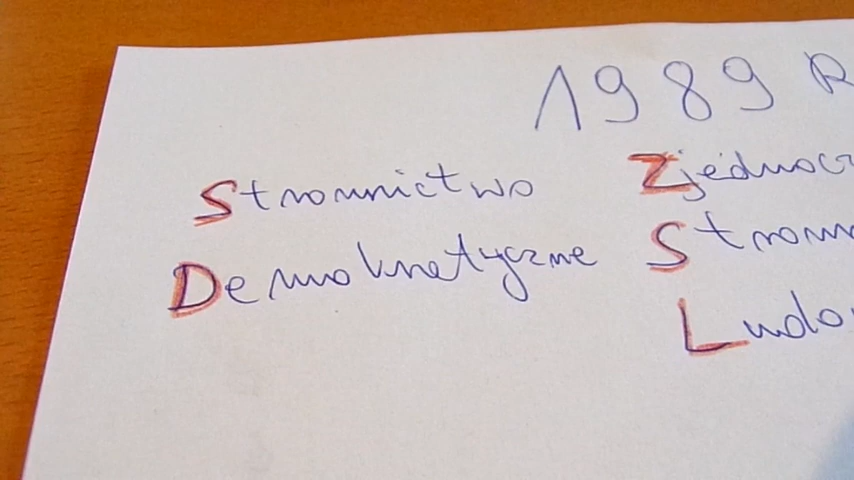 1989 R
Stronnictwo
Demokratyczne
Zjednocz
Stronn
Ludo